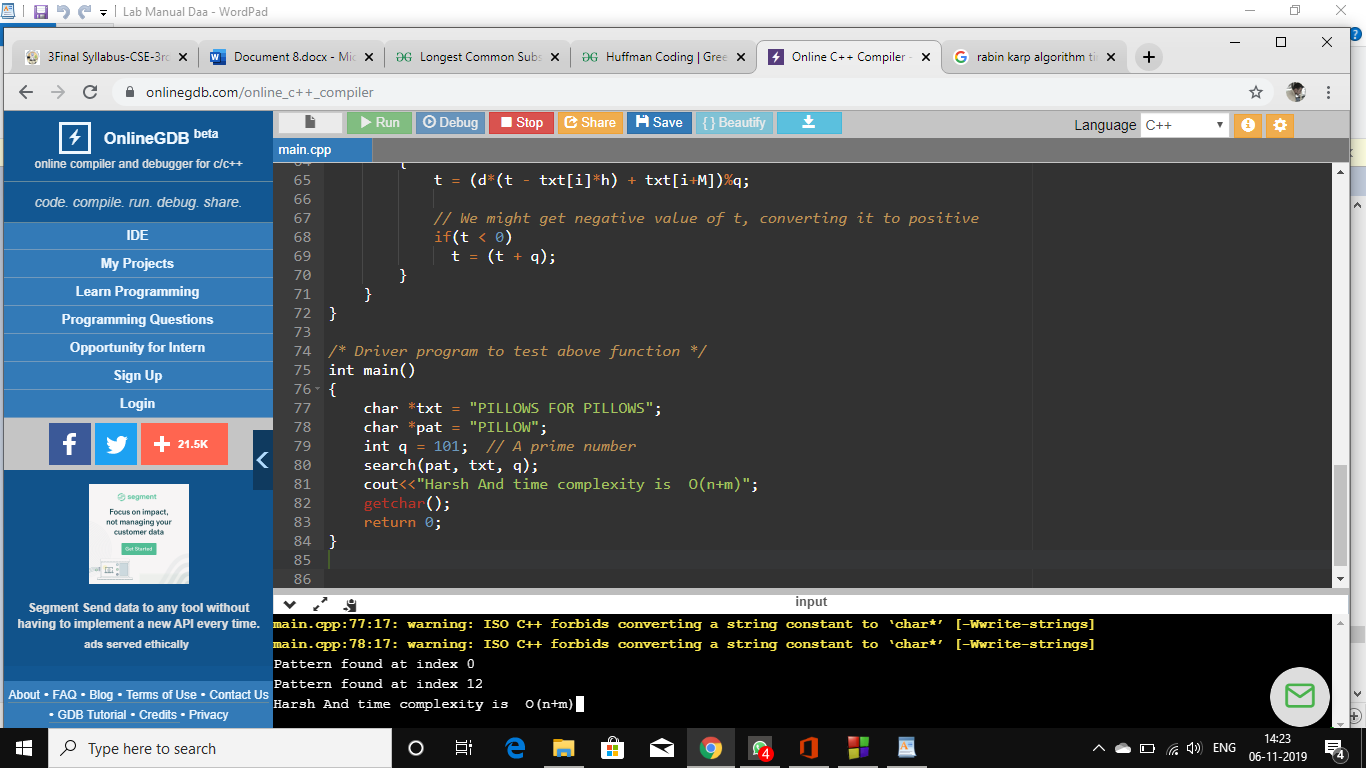 Lab Manual Daa - WordPad
3Final Syllabus-CSE-3rd
Document 8.docx - Mic
Longest Common Subs
Huffman Coding | Gree
Online C++ Compiler -
rabin karp algorithm ti
onlinegdb.com/online_c++_compiler
OnlineGDB beta
online compiler and debugger for c/c++
code. compile. run. debug. share.
IDE
My Projects
Learn Programming
Programming Questions
Opportunity for Intern
Sign Up
Login
f
+ 21.5K
segment
Focus on impact,
not managing your
customer data
Get Started
Segment Send data to any tool without
having to implement a new API every time.
ads served ethically
About • FAQ • Blog • Terms of Use • Contact Us
• GDB Tutorial • Credits • Privacy
Run Debug Stop Share Save { } Beautify
Language C++
main.cpp
64 {
65 t = (d*(t - txt[i]*h) + txt[i+M])%q;
66
67 // We might get negative value of t, converting it to positive
68 if(t < 0)
69 t = (t + q);
70 }
71 }
72 }
73
74 /* Driver program to test above function */
75 int main()
76 {
77 char *txt = "PILLOWS FOR PILLOWS";
78 char *pat = "PILLOW";
79 int q = 101; // A prime number
80 search(pat, txt, q);
81 cout<<"Harsh And time complexity is  O(n+m)";
82 getchar();
83 return 0;
84 }
85
86
input
main.cpp:77:17: warning: ISO C++ forbids converting a string constant to ‘char*’ [-Wwrite-strings]
main.cpp:78:17: warning: ISO C++ forbids converting a string constant to ‘char*’ [-Wwrite-strings]
Pattern found at index 0
Pattern found at index 12
Harsh And time complexity is  O(n+m)
Type here to search
4
ENG
14:23
06-11-2019
4